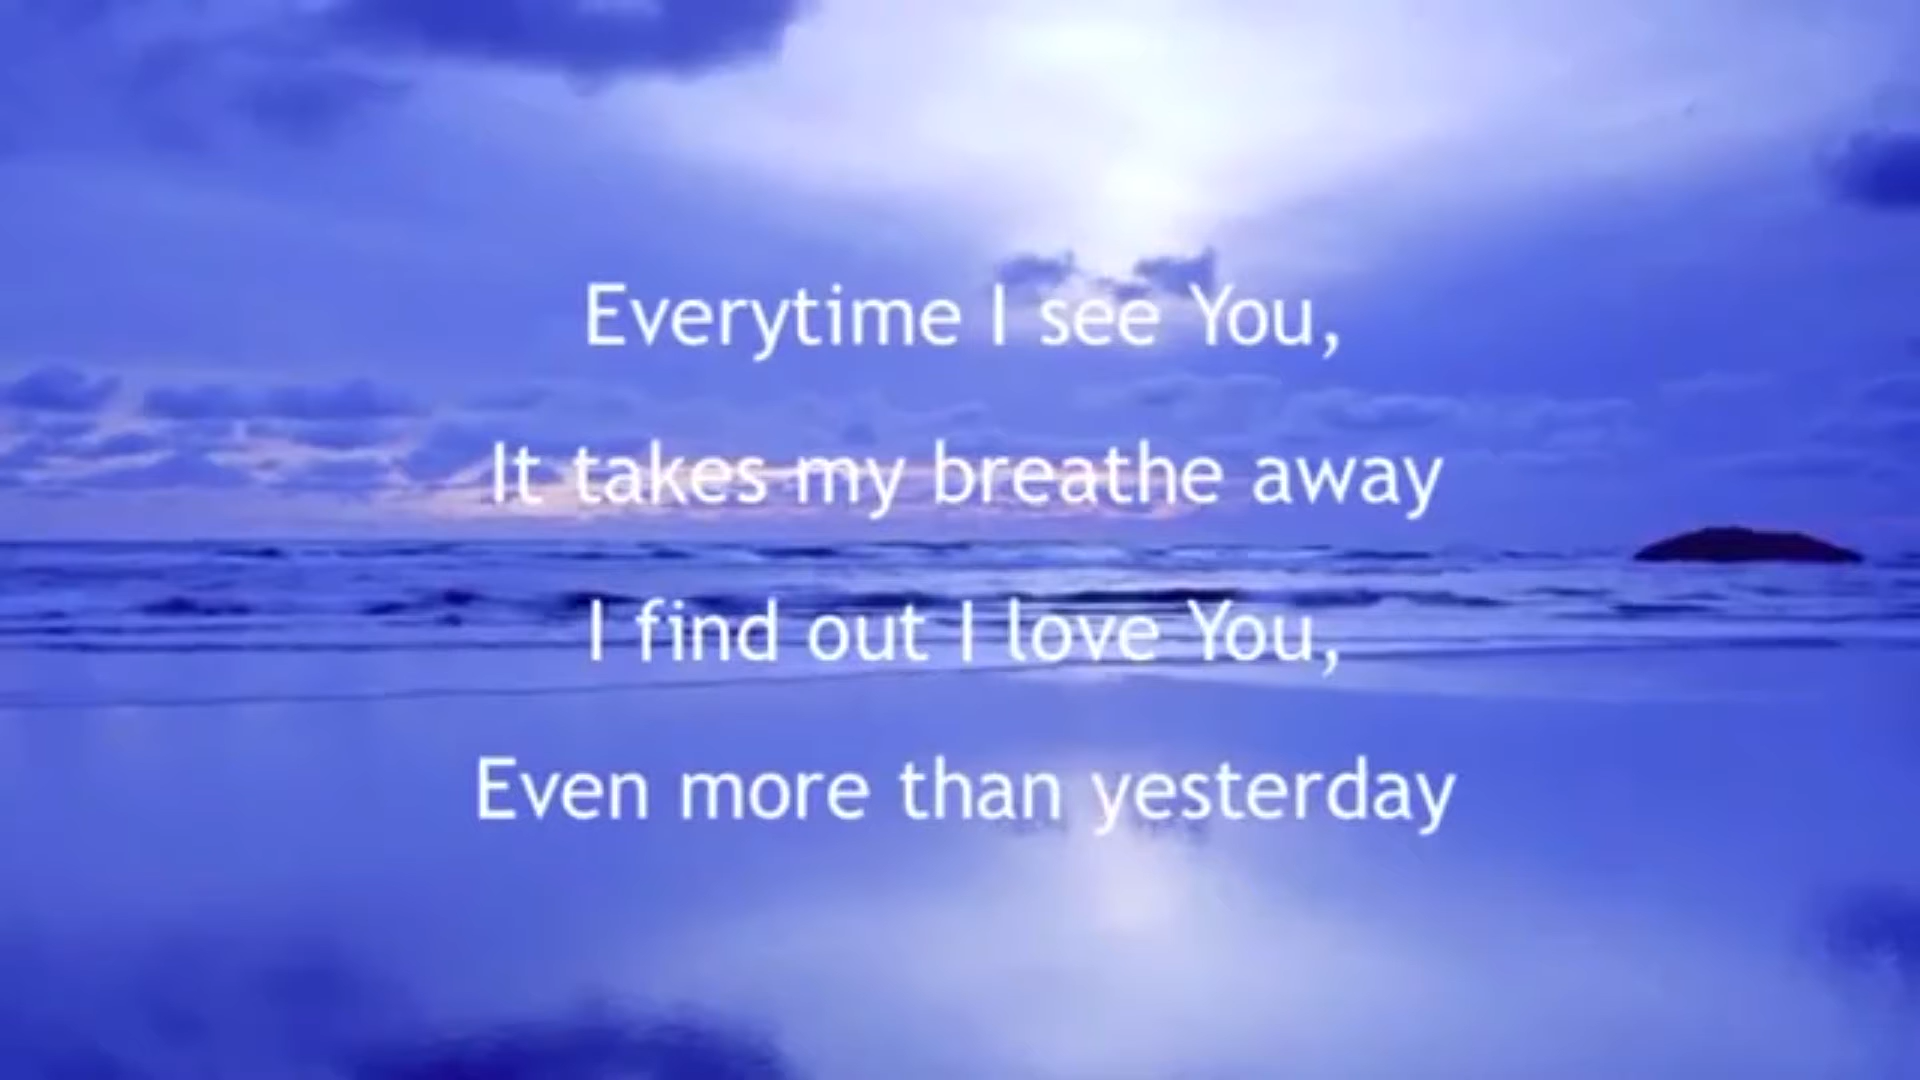 Everytime I see You,
It takes my breathe away
I find out I love You,
Even more than yesterday